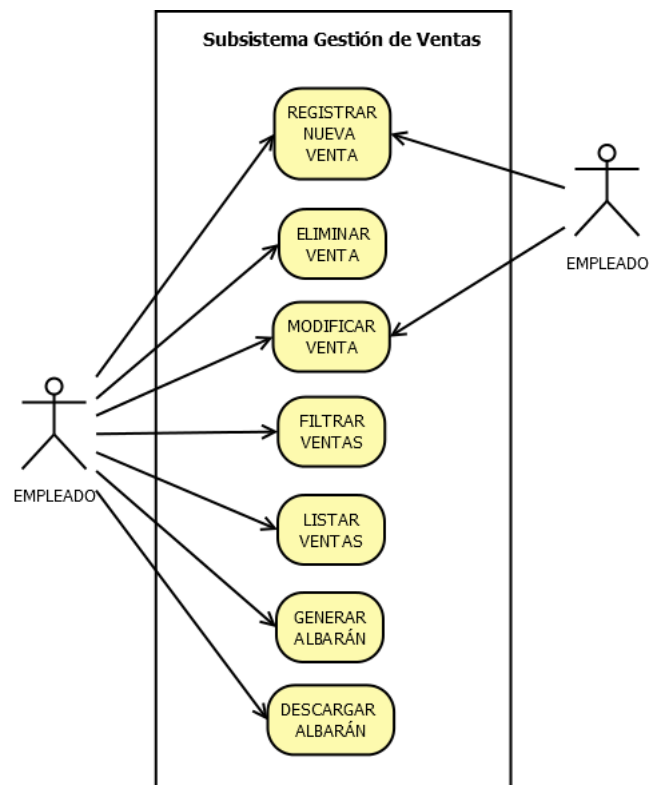 Subsistema Gestión de Ventas
REGISTRAR
NUEVA
VENTA
EMPLEADO
ELIMINAR
VENTA
MODIFICAR
VENTA
FILTRAR
VENTAS
EMPLEADO
LISTAR
VENTAS
GENERAR
ALBARÁN
DESCARGAR
ALBARÁN